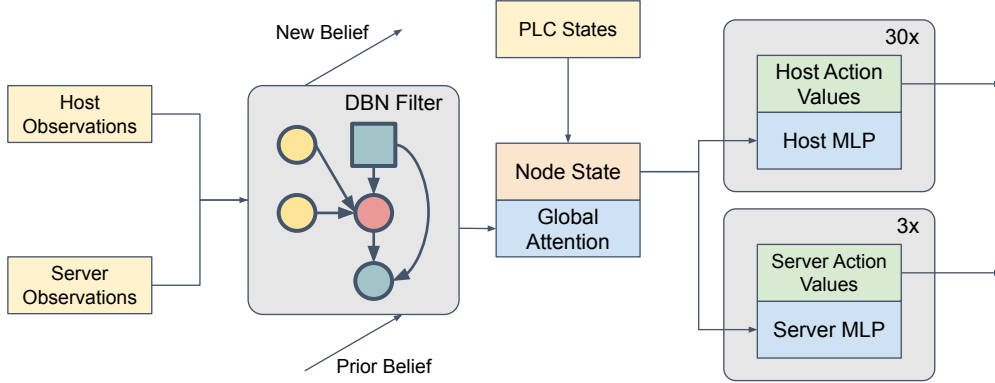 New Belief
PLC States
30x
Host Action
Values
Host MLP
Host
Observations
DBN Filter
Node State
Global
Attention
3x
Server
Observations
Server Action
Values
Server MLP
Prior Belief